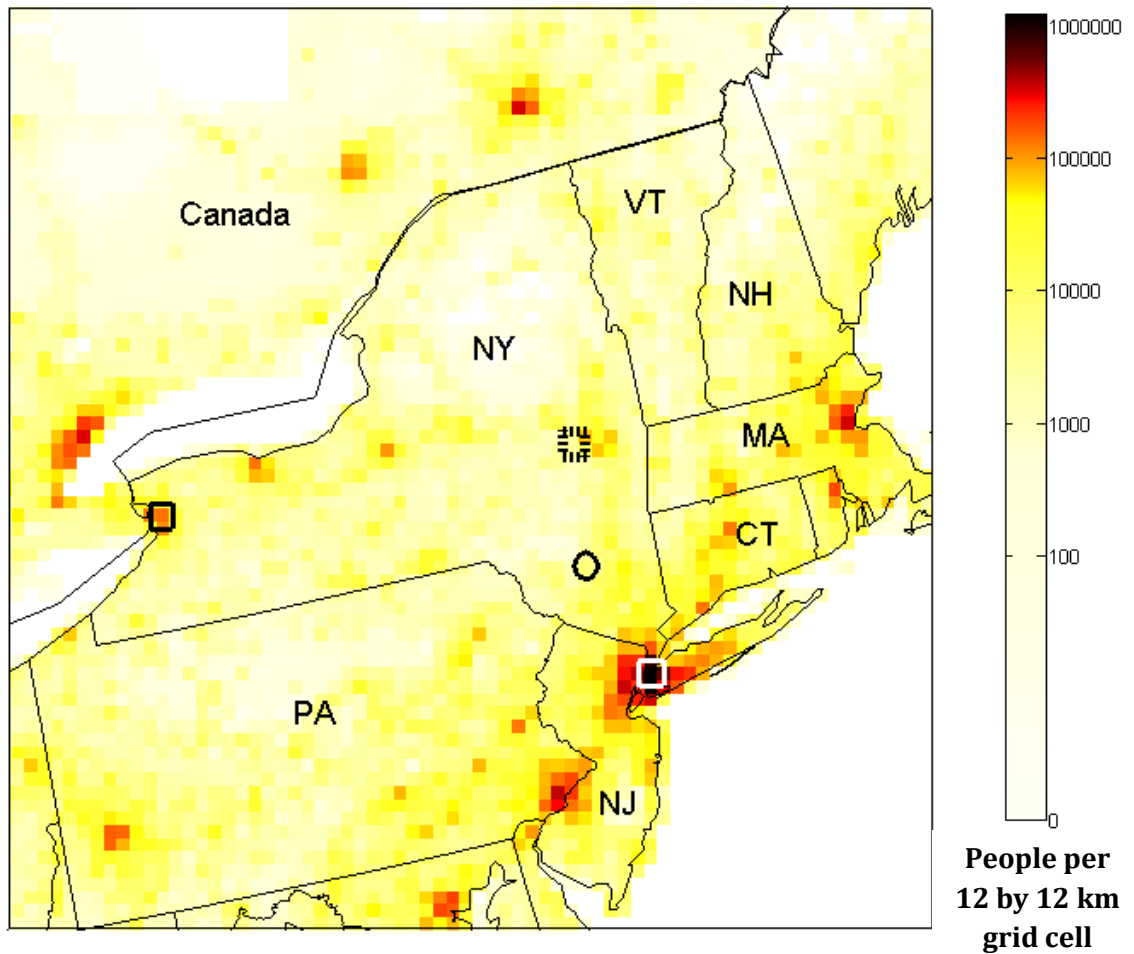 Canada
VT
NH
NY
MA
CT
PA
NJ
1000000
100000
10000
1000
100
0
People per
12 by 12 km
grid cell